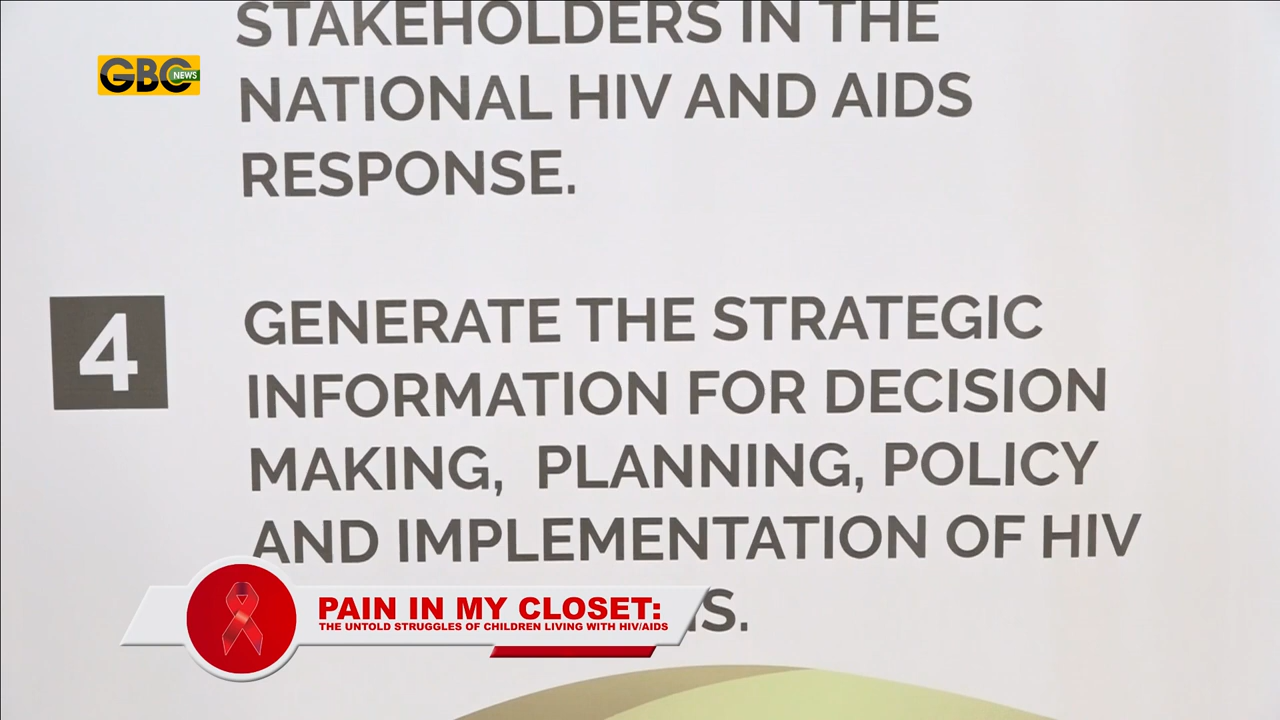 STAKEHOLDERS IN THE
NATIONAL HIV AND AIDS
RESPONSE.
GBC NEWS
4
GENERATE THE STRATEGIC
INFORMATION FOR DECISION
MAKING, PLANNING, POLICY
AND IMPLEMENTATION OF HIV
S.
PAIN IN MY CLOSET:
THE UNTOLD STRUGGLES OF CHILDREN LIVING WITH HIV/AIDS